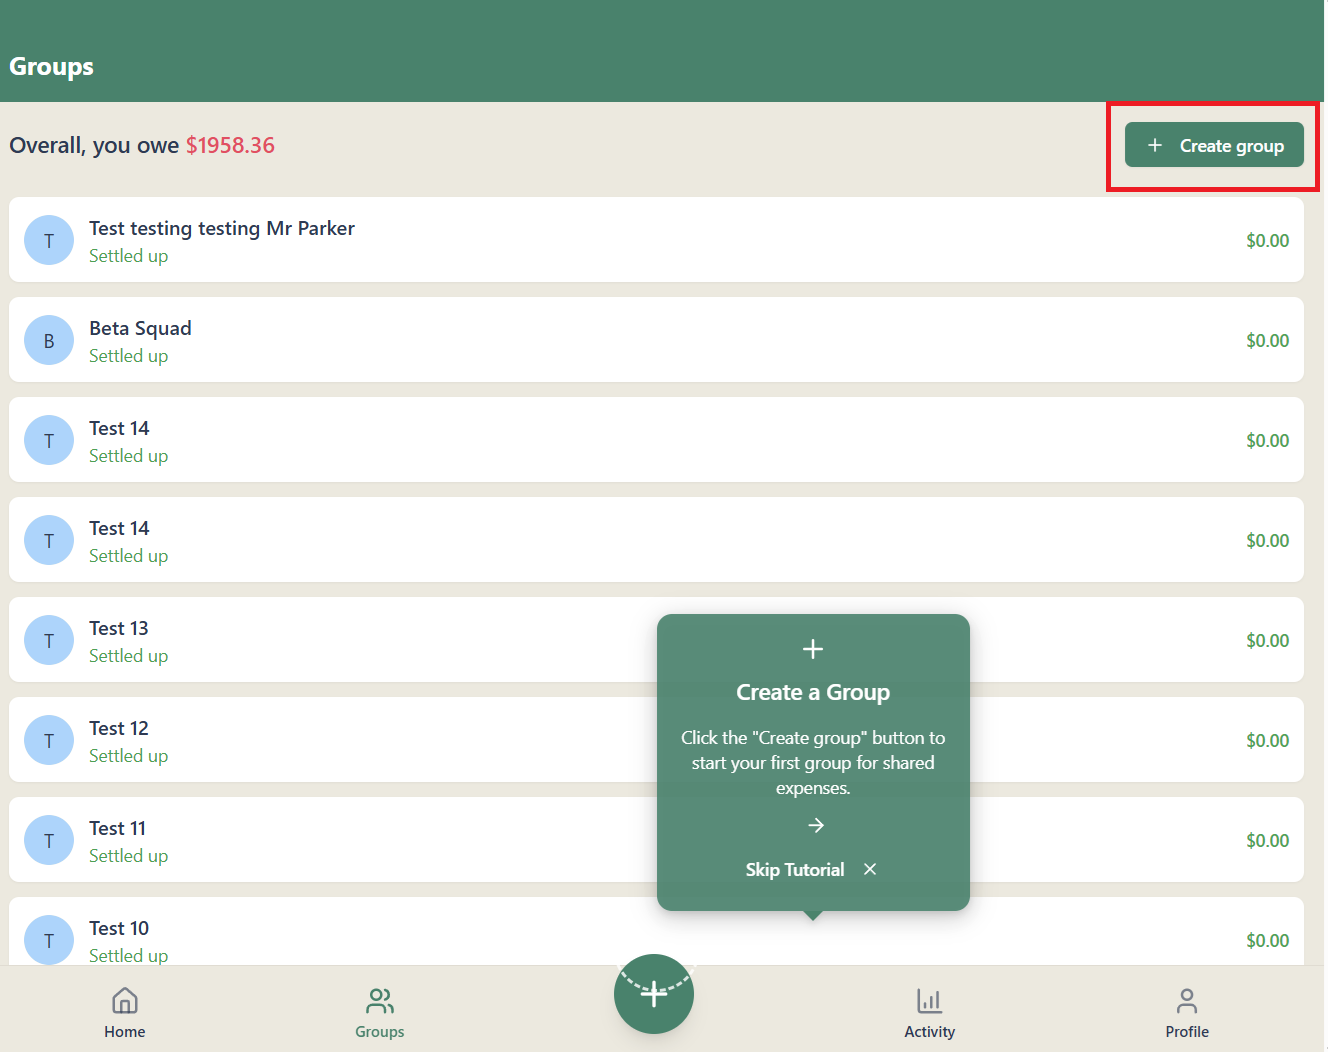 Groups
Overall, you owe $1958.36
Create group
T
Test testing testing Mr Parker
Settled up
$0.00
B
Beta Squad
Settled up
$0.00
T
Test 14
Settled up
$0.00
T
Test 14
Settled up
$0.00
T
Test 13
Settled up
$0.00
T
Test 12
Settled up
$0.00
T
Test 11
Settled up
$0.00
T
Test 10
Settled up
$0.00
Create a Group
Click the "Create group" button to
start your first group for shared
expenses.
Skip Tutorial
Home
Groups
Activity
Profile